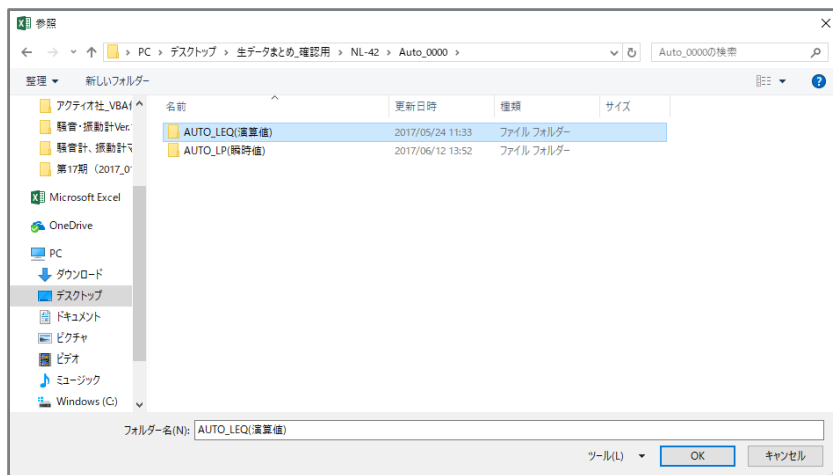 参照
PC > デスクトップ > 生データまとめ_確認用 > NL-42 > Auto_0000 >
Auto_0000の検索
整理
新しいフォルダー
名前 更新日時 種類 サイズ
アクティオ社_VBA
騒音・振動計Ver.
騒音計、振動計
第17期（2017_0
Microsoft Excel
OneDrive
PC
ダウンロード
デスクトップ
ドキュメント
ピクチャ
ビデオ
ミュージック
Windows (C:)
AUTO_LEQ(演算値) 2017/05/24 11:33 ファイル フォルダー
AUTO_LP(瞬時値) 2017/06/12 13:52 ファイル フォルダー
フォルダー名(N): AUTO_LEQ(演算値)
ツール(L) OK キャンセル